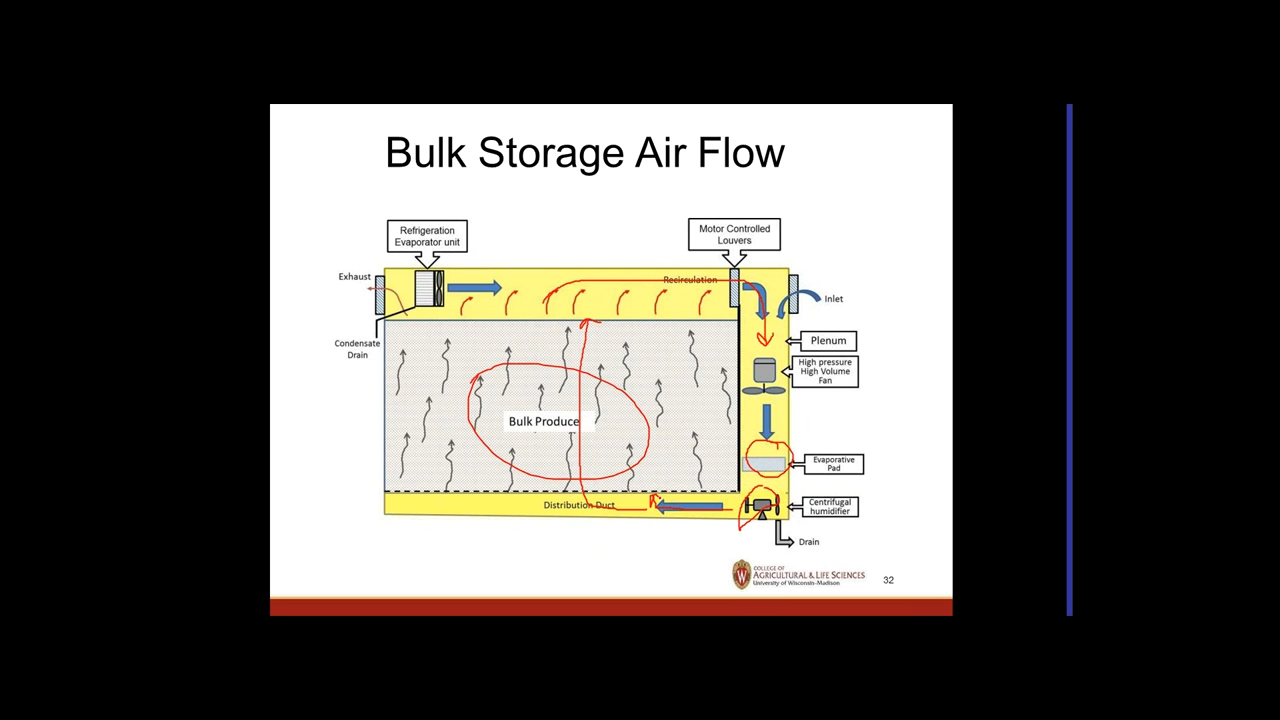 Bulk Storage Air Flow
Refrigeration
Evaporator unit
Motor Controlled
Louvers
Exhaust
Recirculation
Inlet
Condensate
Drain
Plenum
High pressure
High Volume
Fan
Bulk Produce
Evaporative
Pad
Distribution Duct
Centrifugal
humidifier
Drain
COLLEGE OF
AGRICULTURAL & LIFE SCIENCES
University of Wisconsin-Madison
32